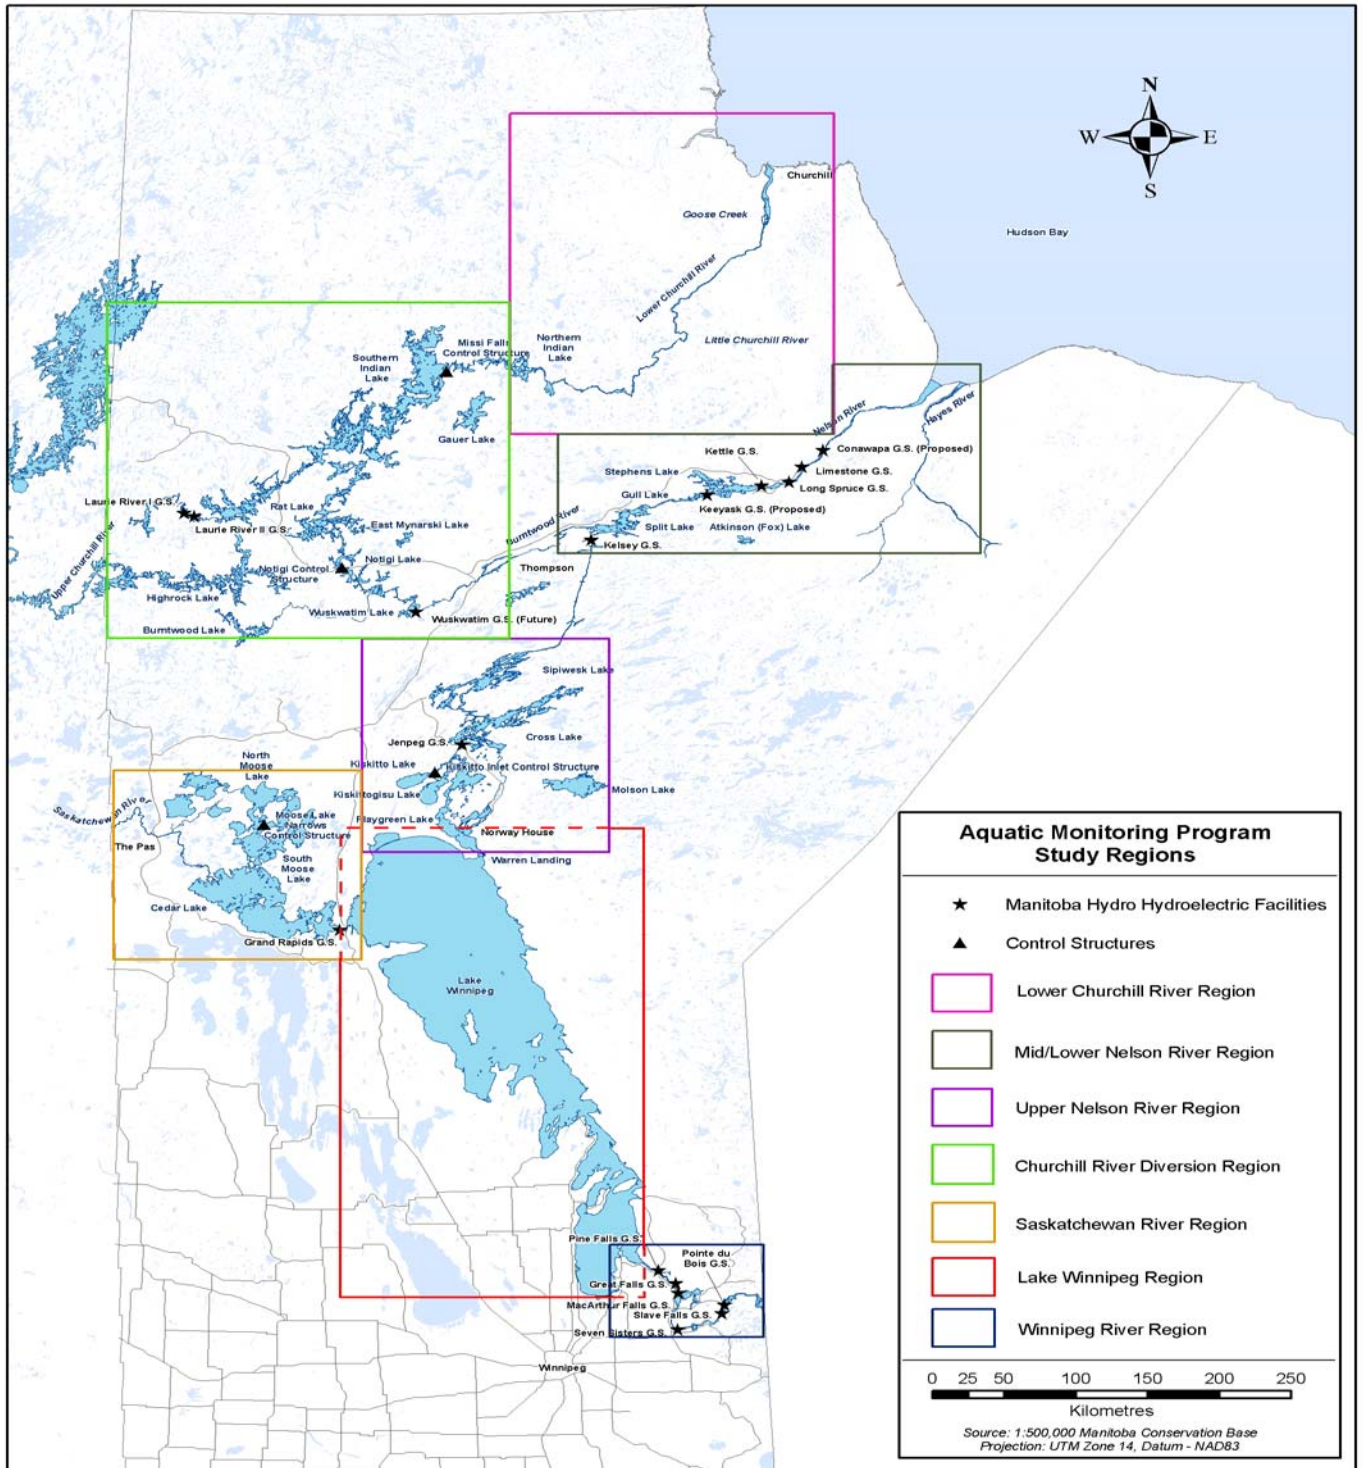 N
W
E
S
Churchill
Goose Creek
Hudson Bay
Lower Churchill River
Little Churchill River
Missi Falls
Control Structure
Northern
Indian
Lake
Southern
Indian
Lake
Gauer Lake
Nelson River
Hayes River
Kettle G.S.
Conawapa G.S. (Proposed)
Stephens Lake
Limestone G.S.
Gull Lake
Long Spruce G.S.
Keeyask G.S. (Proposed)
Split Lake
Atkinson (Fox) Lake
Laurie River I G.S.
Rat Lake
Laurie River II G.S.
East Mynarski Lake
Burntwood River
Kelsey G.S.
Upper Churchill River
Notigi Lake
Notigi Control
Structure
Thompson
Highrock Lake
Wuskwatim Lake
Wuskwatim G.S. (Future)
Burntwood Lake
Sipiwesk Lake
Jenpeg G.S.
Cross Lake
North
Moose
Lake
Kiskitto Lake
Kiskitto Inlet Control Structure
Kiskittogisu Lake
Molson Lake
Saskatchewan River
Moose Lake
Narrows
Control Structure
Playgreen Lake
Norway House
The Pas
South
Moose
Lake
Warren Landing
Cedar Lake
Grand Rapids G.S.
Lake
Winnipeg
Pine Falls G.S.
Pointe du
Bois G.S.
Great Falls G.S.
MacArthur Falls G.S.
Slave Falls G.S.
Seven Sisters G.S.
Winnipeg
Aquatic Monitoring Program
Study Regions
Manitoba Hydro Hydroelectric Facilities
Control Structures
Lower Churchill River Region
Mid/Lower Nelson River Region
Upper Nelson River Region
Churchill River Diversion Region
Saskatchewan River Region
Lake Winnipeg Region
Winnipeg River Region
0 25 50 100 150 200 250
Kilometres
Source: 1:500,000 Manitoba Conservation Base
Projection: UTM Zone 14, Datum - NAD83